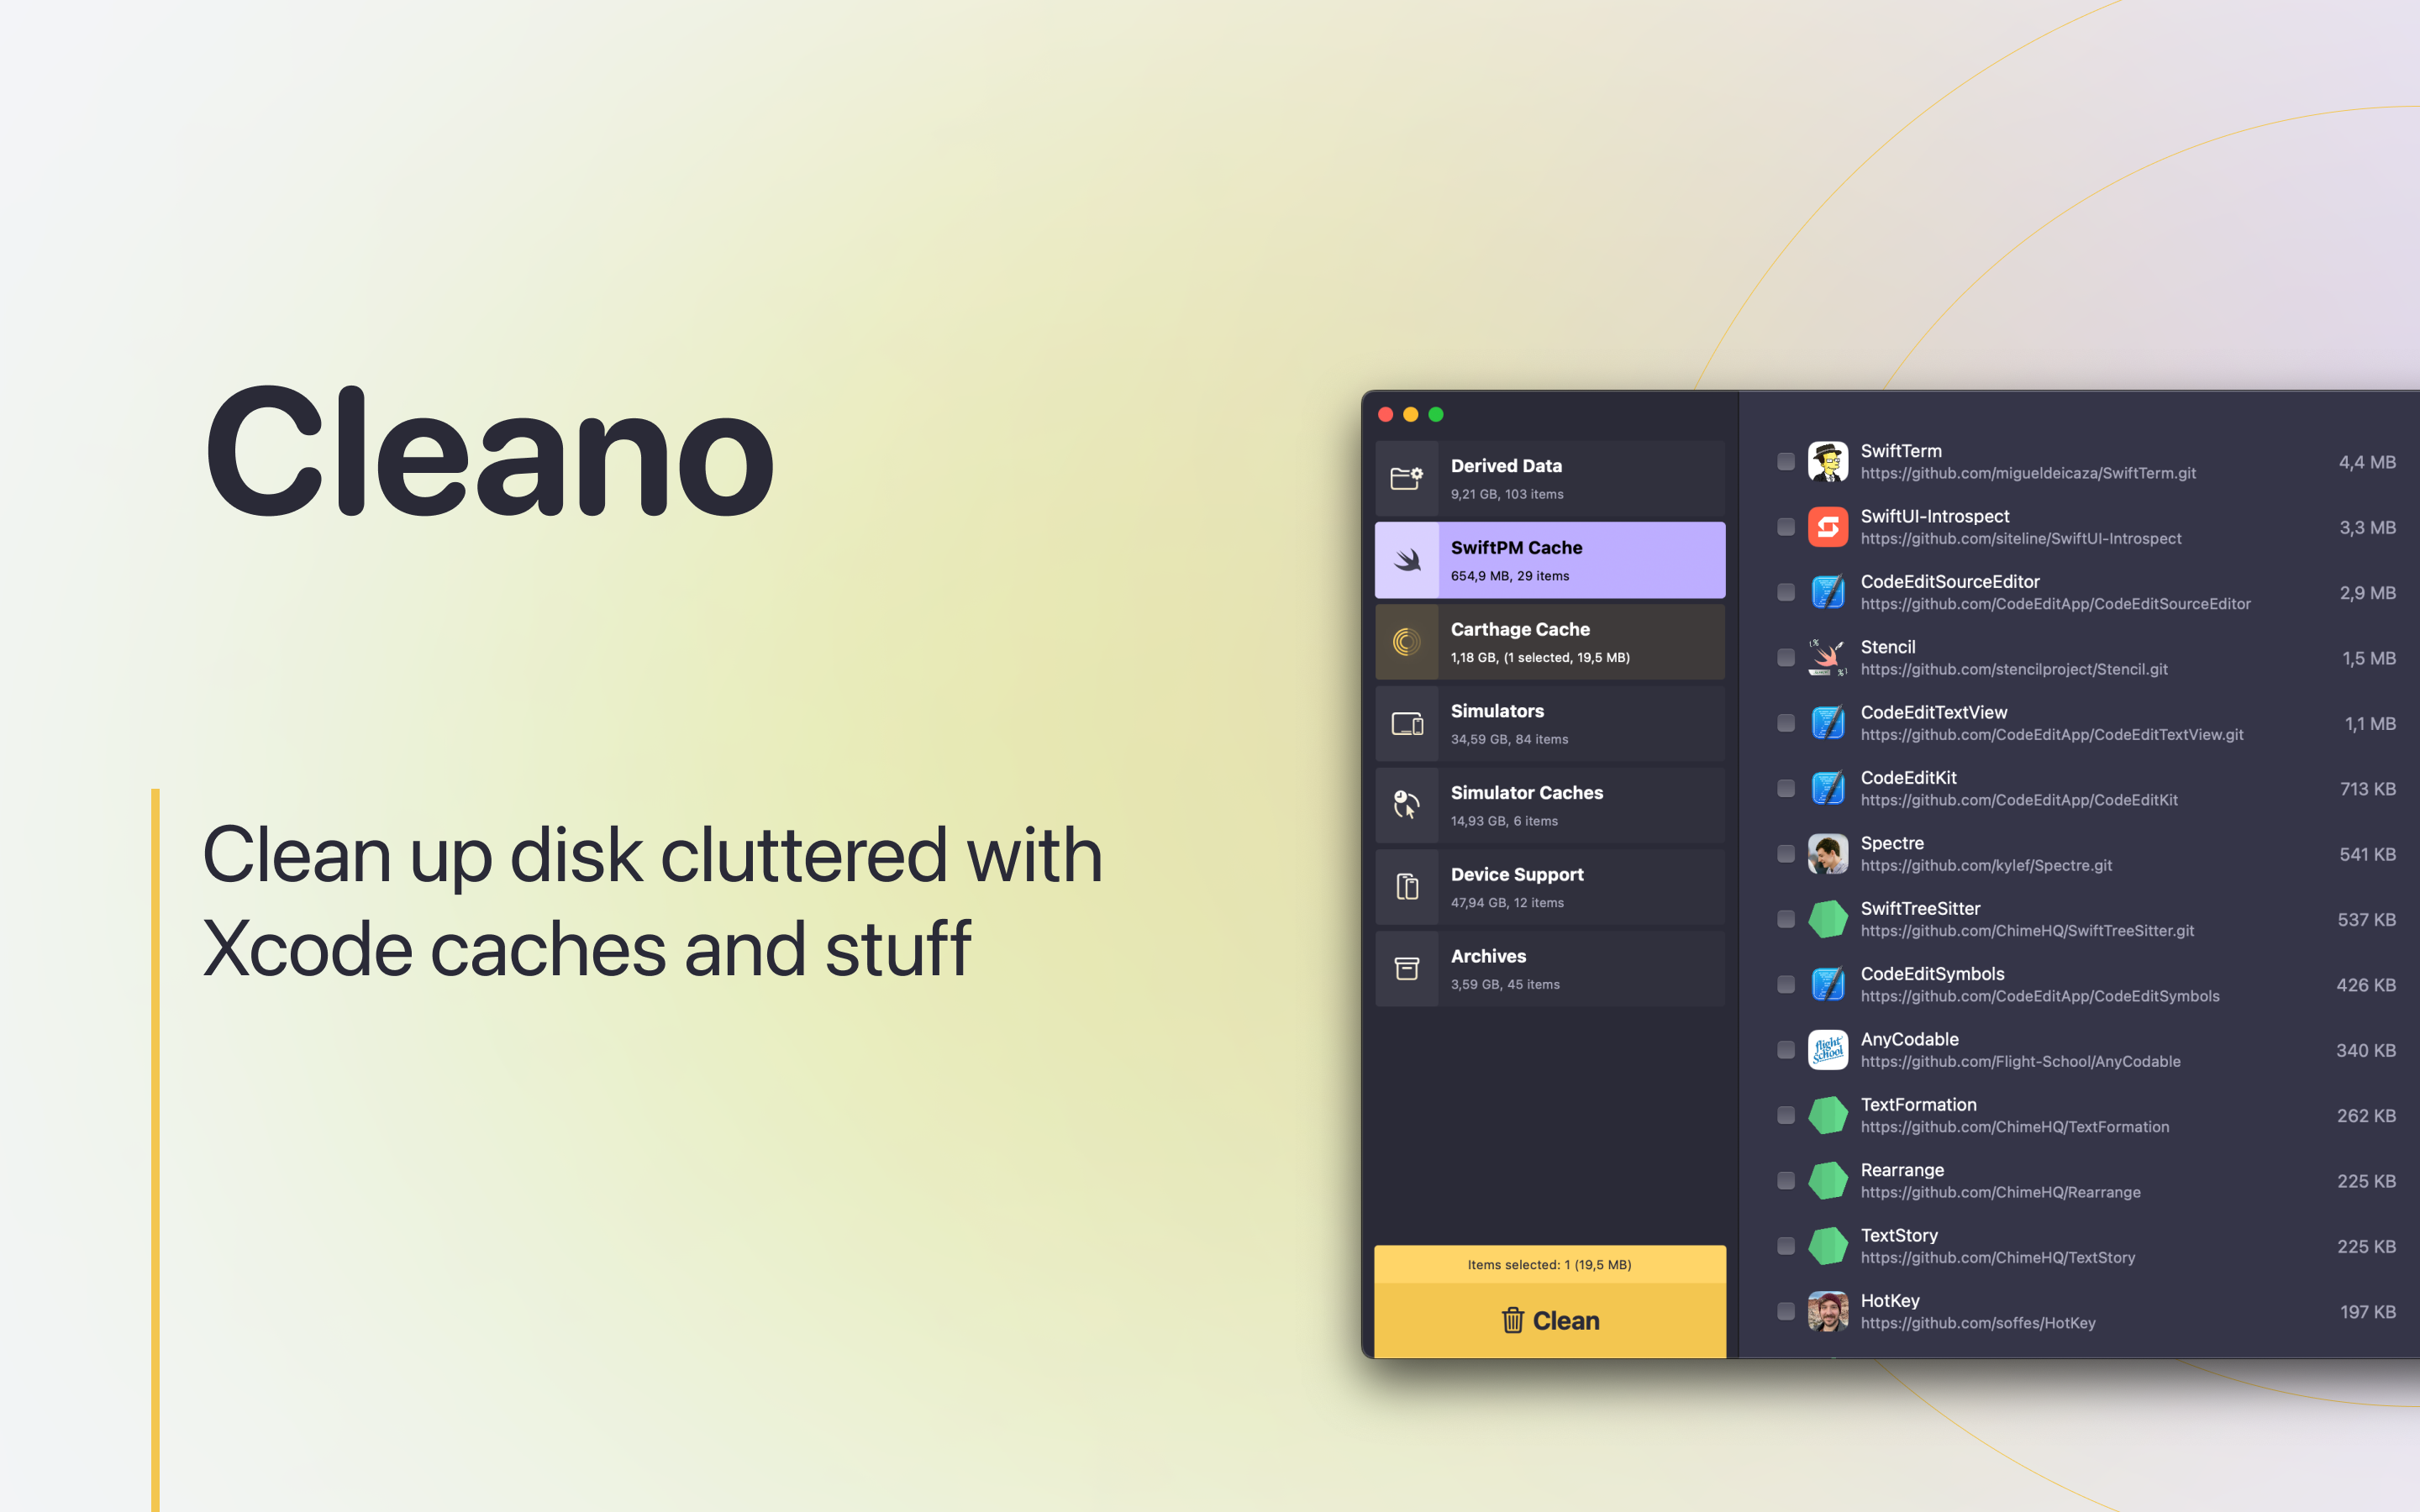 Cleano
Clean up disk cluttered with
Xcode caches and stuff
Derived Data
9,21 GB, 103 items
SwiftPM Cache
654,9 MB, 29 items
Carthage Cache
1,18 GB, (1 selected, 19,5 MB)
Simulators
34,59 GB, 84 items
Simulator Caches
14,93 GB, 6 items
Device Support
47,94 GB, 12 items
Archives
3,59 GB, 45 items
Items selected: 1 (19,5 MB)
Clean
SwiftTerm
https://github.com/migueldeicaza/SwiftTerm.git
4,4 MB
SwiftUI-Introspect
https://github.com/siteline/SwiftUI-Introspect
3,3 MB
CodeEditSourceEditor
https://github.com/CodeEditApp/CodeEditSourceEditor
2,9 MB
Stencil
https://github.com/stencilproject/Stencil.git
1,5 MB
CodeEditTextView
https://github.com/CodeEditApp/CodeEditTextView.git
1,1 MB
CodeEditKit
https://github.com/CodeEditApp/CodeEditKit
713 KB
Spectre
https://github.com/kylef/Spectre.git
541 KB
SwiftTreeSitter
https://github.com/ChimeHQ/SwiftTreeSitter.git
537 KB
CodeEditSymbols
https://github.com/CodeEditApp/CodeEditSymbols
426 KB
flight
school
AnyCodable
https://github.com/Flight-School/AnyCodable
340 KB
TextFormation
https://github.com/ChimeHQ/TextFormation
262 KB
Rearrange
https://github.com/ChimeHQ/Rearrange
225 KB
TextStory
https://github.com/ChimeHQ/TextStory
225 KB
HotKey
https://github.com/soffes/HotKey
197 KB